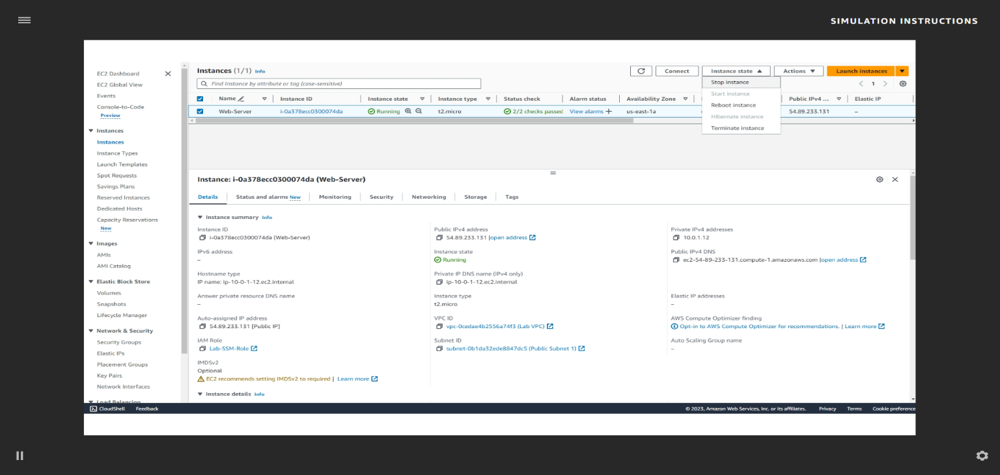 SIMULATION INSTRUCTIONS
EC2 Dashboard
EC2 Global View
Events
Console-to-Code
Preview
Instances
Instances
Instance Types
Launch Templates
Spot Requests
Savings Plans
Reserved Instances
Dedicated Hosts
Capacity Reservations
New
Images
AMIs
AMI Catalog
Elastic Block Store
Volumes
Snapshots
Lifecycle Manager
Network & Security
Security Groups
Elastic IPs
Placement Groups
Key Pairs
Network Interfaces
Load Balancing
Instances (1/1) Info
Connect Instance state Actions Launch instances
Find Instance by attribute or tag (case-sensitive)
1
Stop instance
Start instance
Reboot instance
Hibernate instance
Terminate instance
Name Instance ID Instance state Instance type Status check Alarm status Availability Zone Public IPv4 ... Elastic IP
Web-Server i-0a378ecc0300074da Running t2.micro 2/2 checks passed View alarms + us-east-1a 54.89.233.131 –
Instance: i-0a378ecc0300074da (Web-Server)
Details Status and alarms New Monitoring Security Networking Storage Tags
Instance summary Info
Instance ID
i-0a378ecc0300074da (Web-Server)
Public IPv4 address
54.89.233.131 |open address
Private IPv4 addresses
10.0.1.12
IPv6 address
–
Instance state
Running
Public IPv4 DNS
ec2-54-89-233-131.compute-1.amazonaws.com |open address
Hostname type
IP name: ip-10-0-1-12.ec2.internal
Private IP DNS name (IPv4 only)
ip-10-0-1-12.ec2.internal
Answer private resource DNS name
–
Instance type
t2.micro
Elastic IP addresses
–
Auto-assigned IP address
54.89.233.131 [Public IP]
VPC ID
vpc-0cedae4b2556a74f3 (Lab VPC)
AWS Compute Optimizer finding
Opt-in to AWS Compute Optimizer for recommendations. | Learn more
IAM Role
Lab-SSM-Role
Subnet ID
subnet-0b1da32ede8847dc5 (Public Subnet 1)
Auto Scaling Group name
–
IMDSv2
Optional
EC2 recommends setting IMDSv2 to required | Learn more
Instance details Info
CloudShell Feedback © 2023, Amazon Web Services, Inc. or its affiliates. Privacy Terms Cookie preference